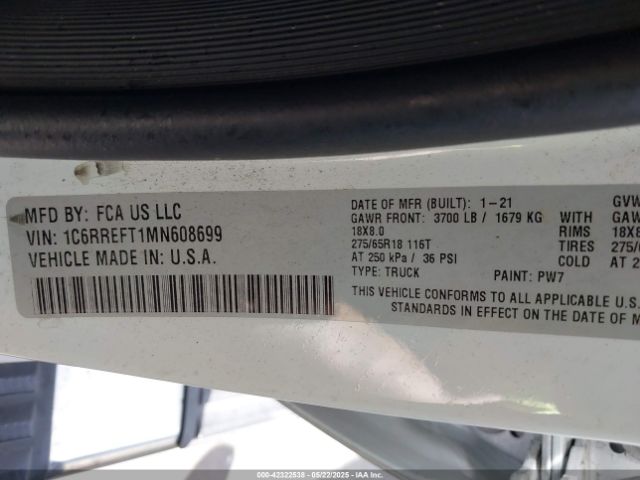 MFD BY: FCA US LLC
VIN: 1C6RREFT1MN608699
VEHICLE MADE IN: U.S.A.
DATE OF MFR (BUILT): 1-21
GAWR FRONT: 3700 LB / 1679 KG WITH
18X8.0 RIMS
275/65R18 116T TIRES
AT 250 kPa / 36 PSI COLD
TYPE: TRUCK PAINT: PW7
THIS VEHICLE CONFORMS TO ALL APPLICABLE U.S.
STANDARDS IN EFFECT ON THE DATE OF M
GVW
GAW
18X8
275/6
AT 2
000-42322538 - 05/22/2025 - IAAI.COM